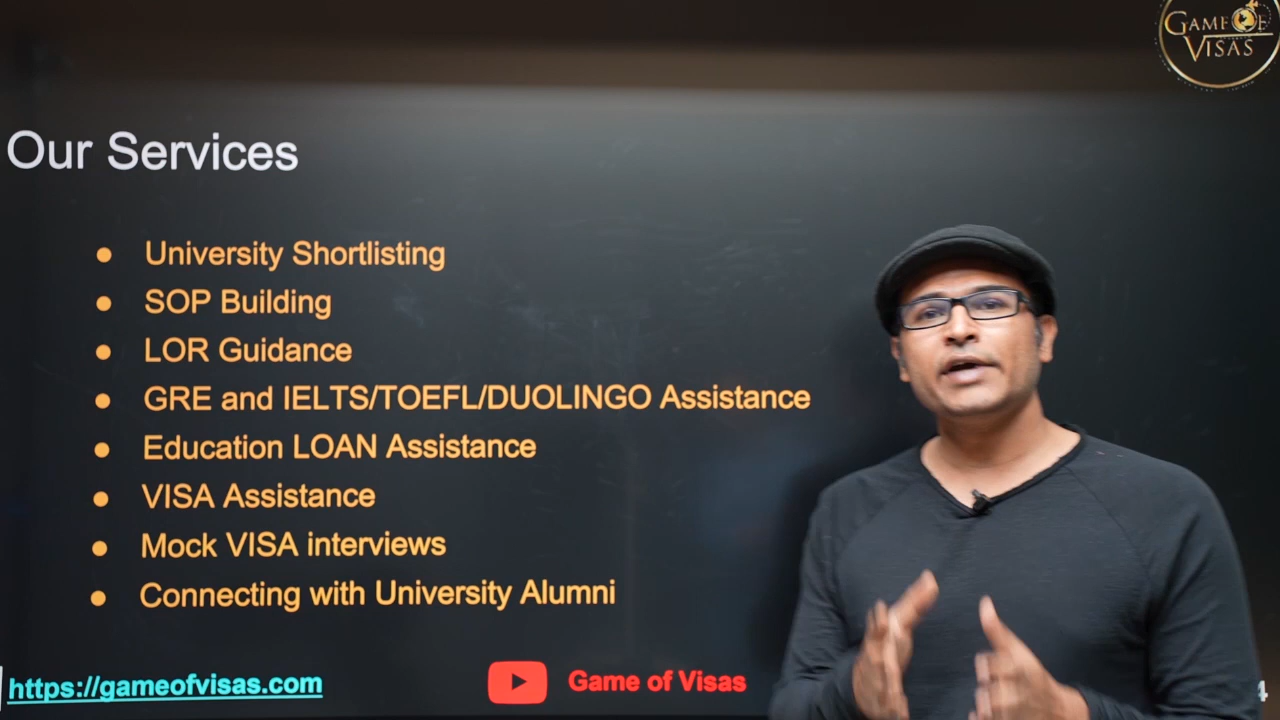 GAME OF
VISAS
Our Services
● University Shortlisting
● SOP Building
● LOR Guidance
● GRE and IELTS/TOEFL/DUOLINGO Assistance
● Education LOAN Assistance
● VISA Assistance
● Mock VISA interviews
● Connecting with University Alumni
https://gameofvisas.com
Game of Visas
4